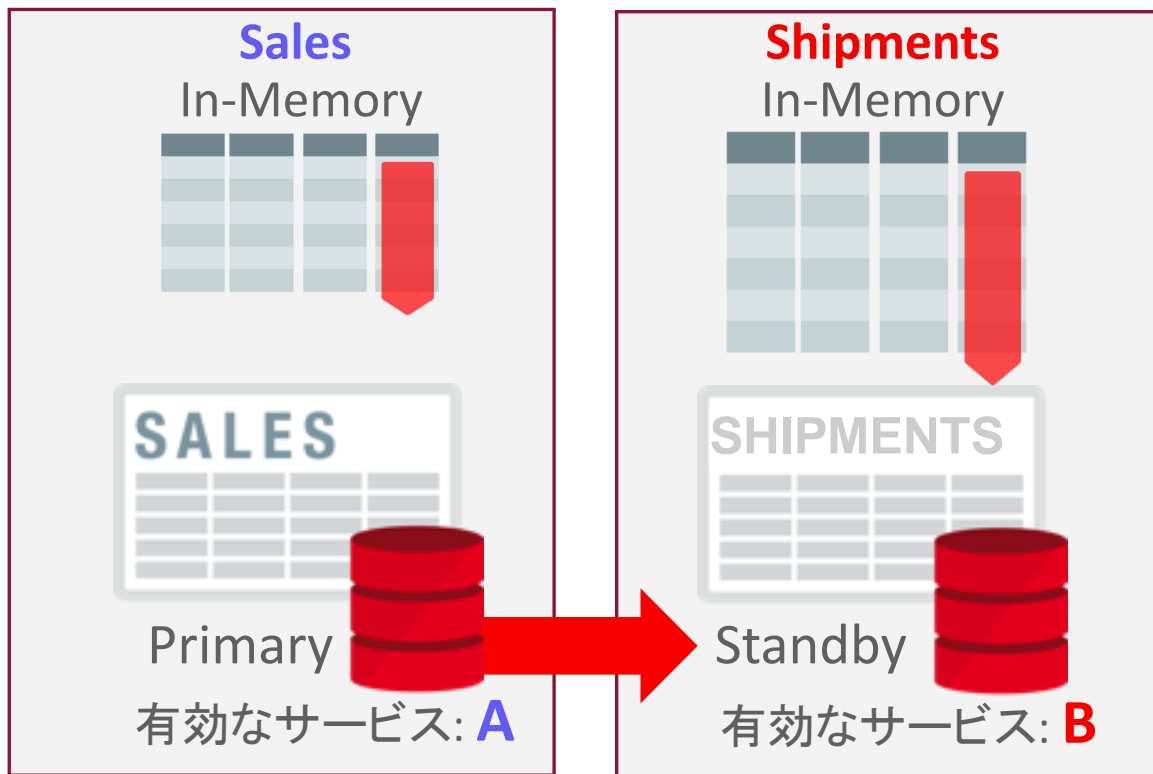 Sales
In-Memory
SALES
Primary
有効なサービス: A
Shipments
In-Memory
SHIPMENTS
Standby
有効なサービス: B